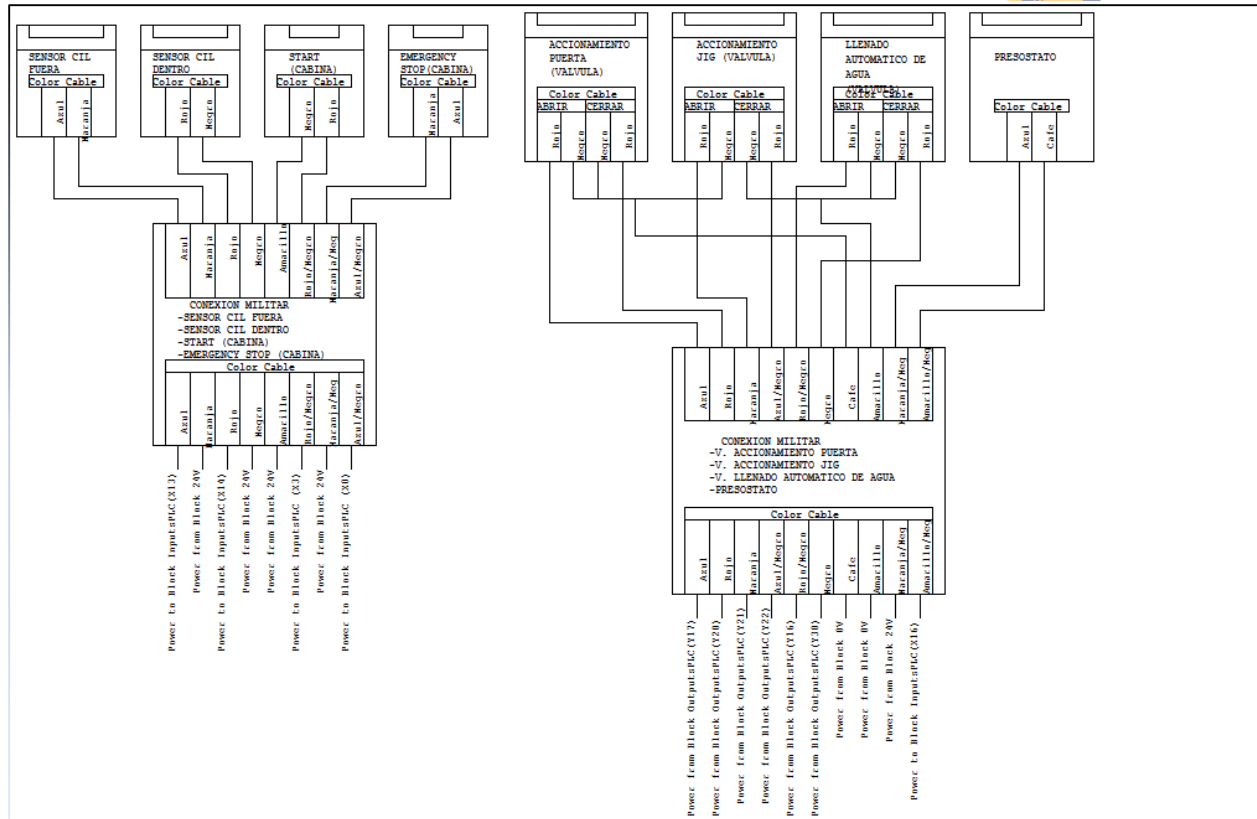 SENSOR CIL
FUERA
Color Cable
Azul
Naranja
SENSOR CIL
DENTRO
Color Cable
Rojo
Negro
START
(CABINA)
Color Cable
Negro
Rojo
EMERGENCY
STOP(CABINA)
Color Cable
Naranja
Azul
ACCIONAMIENTO
PUERTA
(VALVULA)
Color Cable
ABRIR CERRAR
Rojo
Negro
Negro
Rojo
ACCIONAMIENTO
JIG (VALVULA)
Color Cable
ABRIR CERRAR
Rojo
Negro
Negro
Rojo
LLENADO
AUTOMATICO DE
AGUA
(VALVULA)
Color Cable
ABRIR CERRAR
Rojo
Negro
Negro
Rojo
PRESOSTATO
Color Cable
Azul
Cafe
Azul
Naranja
Rojo
Negro
Amarillo
Rojo/Negro
Naranja/Neg
Azul/Negro
CONEXION MILITAR
-SENSOR CIL FUERA
-SENSOR CIL DENTRO
-START (CABINA)
-EMERGENCY STOP (CABINA)
Color Cable
Azul
Naranja
Rojo
Negro
Amarillo
Rojo/Negro
Naranja/Neg
Azul/Negro
Power to Block InputsPLC(X13)
Power from Block 24V
Power to Block InputsPLC(X14)
Power from Block 24V
Power from Block 24V
Power to Block InputsPLC (X3)
Power from Block 24V
Power to Block InputsPLC (X0)
Azul
Rojo
Naranja
Azul/Negro
Rojo/Negro
Negro
Cafe
Amarillo
Naranja/Neg
Amarillo/Neg
CONEXION MILITAR
-V. ACCIONAMIENTO PUERTA
-V. ACCIONAMIENTO JIG
-V. LLENADO AUTOMATICO DE AGUA
-PRESOSTATO
Color Cable
Azul
Rojo
Naranja
Azul/Negro
Rojo/Negro
Negro
Cafe
Amarillo
Naranja/Neg
Amarillo/Neg
Power from Block OutputsPLC(Y17)
Power from Block OutputsPLC(Y20)
Power from Block OutputsPLC(Y21)
Power from Block OutputsPLC(Y22)
Power from Block OutputsPLC(Y16)
Power from Block OutputsPLC(Y30)
Power from Block 0V
Power from Block 0V
Power from Block 24V
Power to Block InputsPLC(X16)